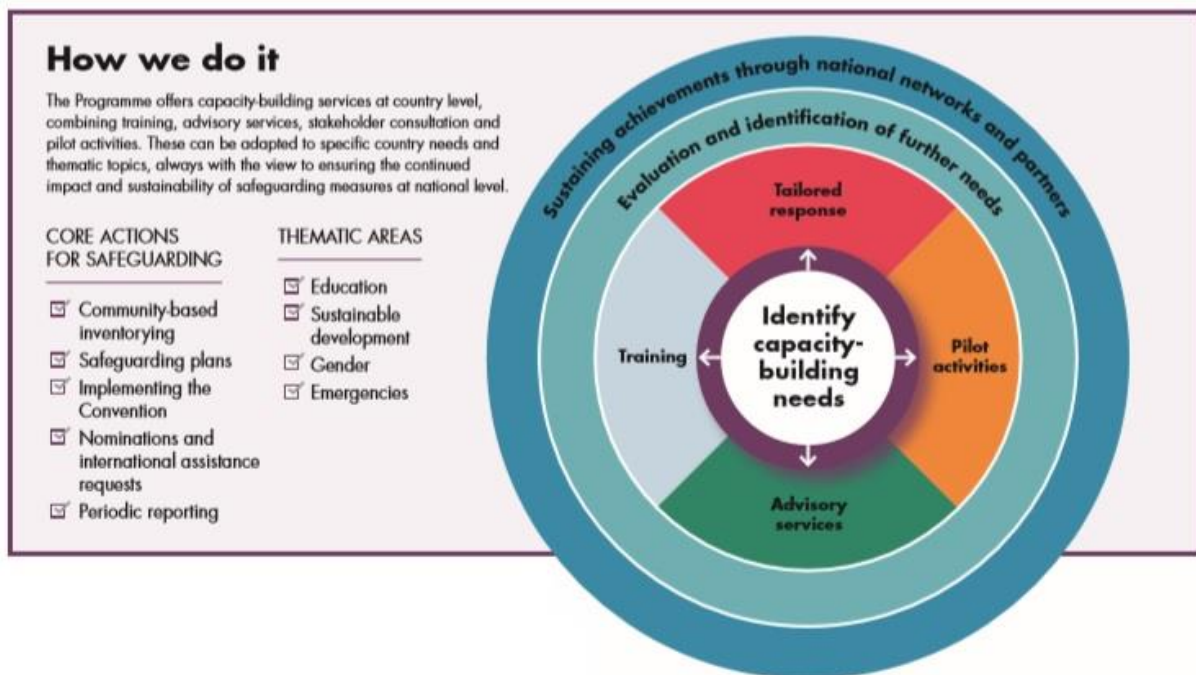 How we do it
The Programme offers capacity-building services at country level,
combining training, advisory services, stakeholder consultation and
pilot activities. These can be adapted to specific country needs and
thematic topics, always with the view to ensuring the continued
impact and sustainability of safeguarding measures at national level.
CORE ACTIONS
FOR SAFEGUARDING
Community-based
inventorying
Safeguarding plans
Implementing the
Convention
Nominations and
international assistance
requests
Periodic reporting
THEMATIC AREAS
Education
Sustainable
development
Gender
Emergencies
Sustaining achievements through national networks and partners
Evaluation and identification of further needs
Tailored
response
Training
Identify
capacity-
building
needs
Pilot
activities
Advisory
services